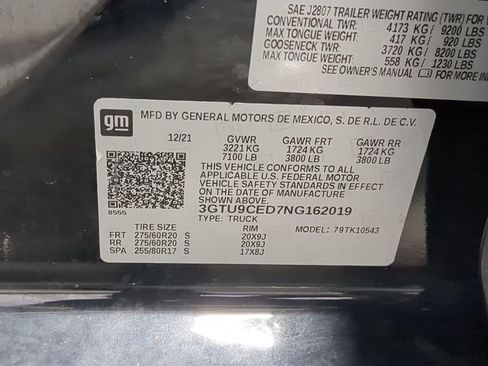 SAE J2807 TRAILER WEIGHT RATING (TWR) FOR
CONVENTIONAL TWR: 4173 KG / 9200 LBS
MAX TONGUE WEIGHT: 417 KG / 920 LBS
GOOSENECK TWR: 3720 KG / 8200 LBS
MAX TONGUE WEIGHT: 558 KG / 1230 LBS
SEE OWNER'S MANUAL FOR MORE
gm
MFD BY GENERAL MOTORS DE MEXICO, S. DE R.L. DE C.V.
12/21 GVWR GAWR FRT GAWR RR
3221 KG 1724 KG 1724 KG
7100 LB 3800 LB 3800 LB
THIS VEHICLE CONFORMS TO ALL
APPLICABLE U.S. FEDERAL MOTOR
VEHICLE SAFETY STANDARDS IN EFFECT
ON THE DATE OF MANUFACTURE SHOWN
ABOVE.
8555
3GTU9CED7NG162019
TYPE: TRUCK
TIRE SIZE RIM MODEL: 79TK10543
FRT 275/60R20 S 20X9J
RR 275/60R20 S 20X9J
SPA 255/80R17 S 17X8J